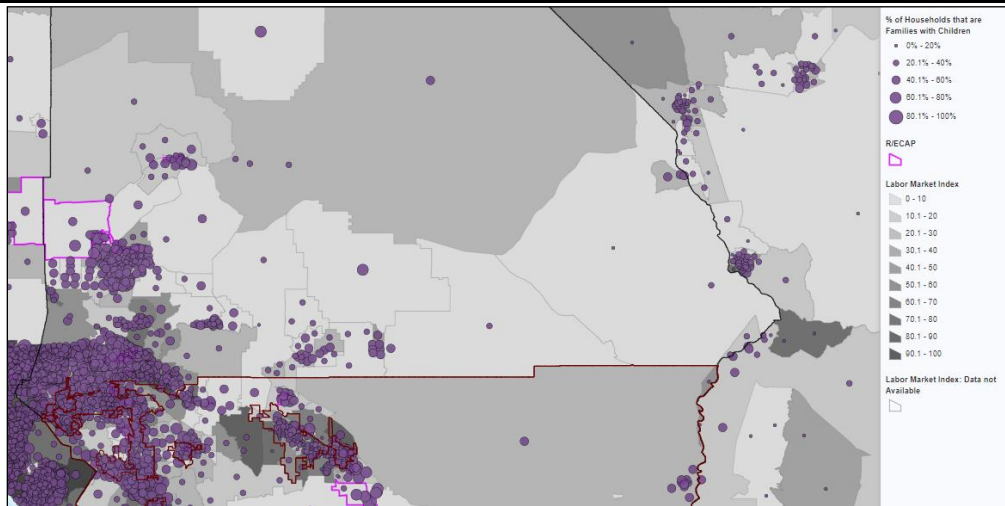 % of Households that are
Families with Children
0% - 20%
20.1% - 40%
40.1% - 60%
60.1% - 80%
80.1% - 100%
R/ECAP
Labor Market Index
0 - 10
10.1 - 20
20.1 - 30
30.1 - 40
40.1 - 50
50.1 - 60
60.1 - 70
70.1 - 80
80.1 - 90
90.1 - 100
Labor Market Index: Data not
Available